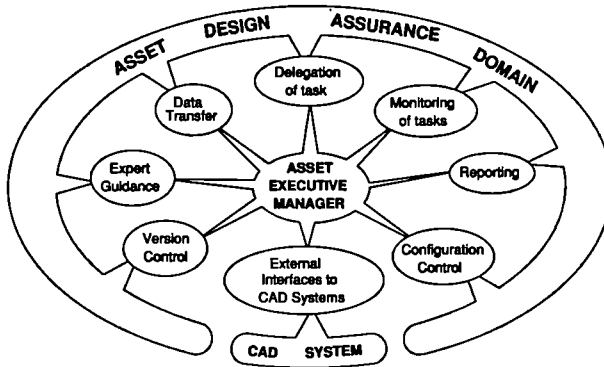 ASSET DESIGN ASSURANCE DOMAIN
Delegation
of task
Data
Transfer
Monitoring
of tasks
Expert
Guidance
ASSET
EXECUTIVE
MANAGER
Reporting
Version
Control
External
Interfaces to
CAD Systems
Configuration
Control
CAD SYSTEM